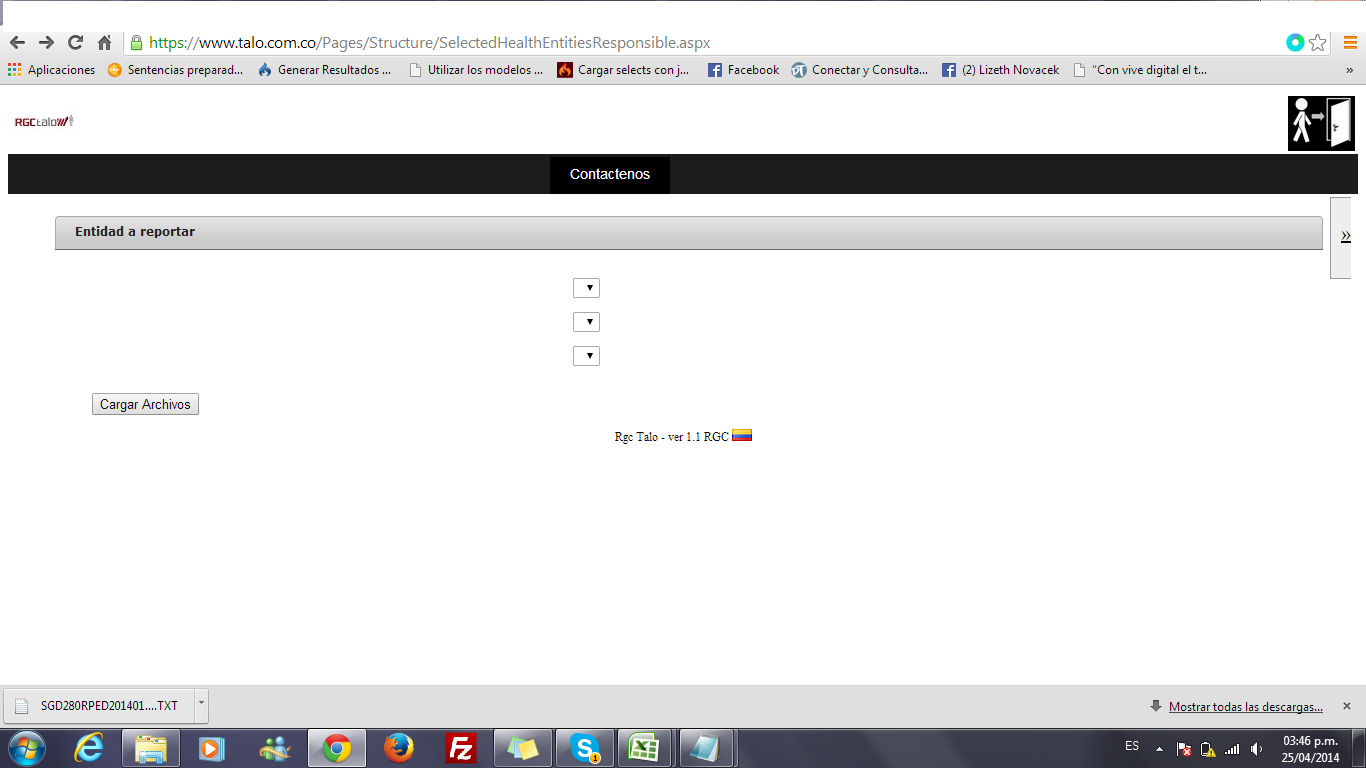 https://www.talo.com.co/Pages/Structure/SelectedHealthEntitiesResponsible.aspx
Aplicaciones
Sentencias preparad...
Generar Resultados ...
Utilizar los modelos ...
Cargar selects con j...
Facebook
Conectar y Consulta...
(2) Lizeth Novacek
"Con vive digital el t...
»
RGCtalo
Contactenos
Entidad a reportar
»
Cargar Archivos
Rgc Talo - ver 1.1 RGC
SGD280RPED201401....TXT
Mostrar todas las descargas...
ES
03:46 p.m.
25/04/2014
1